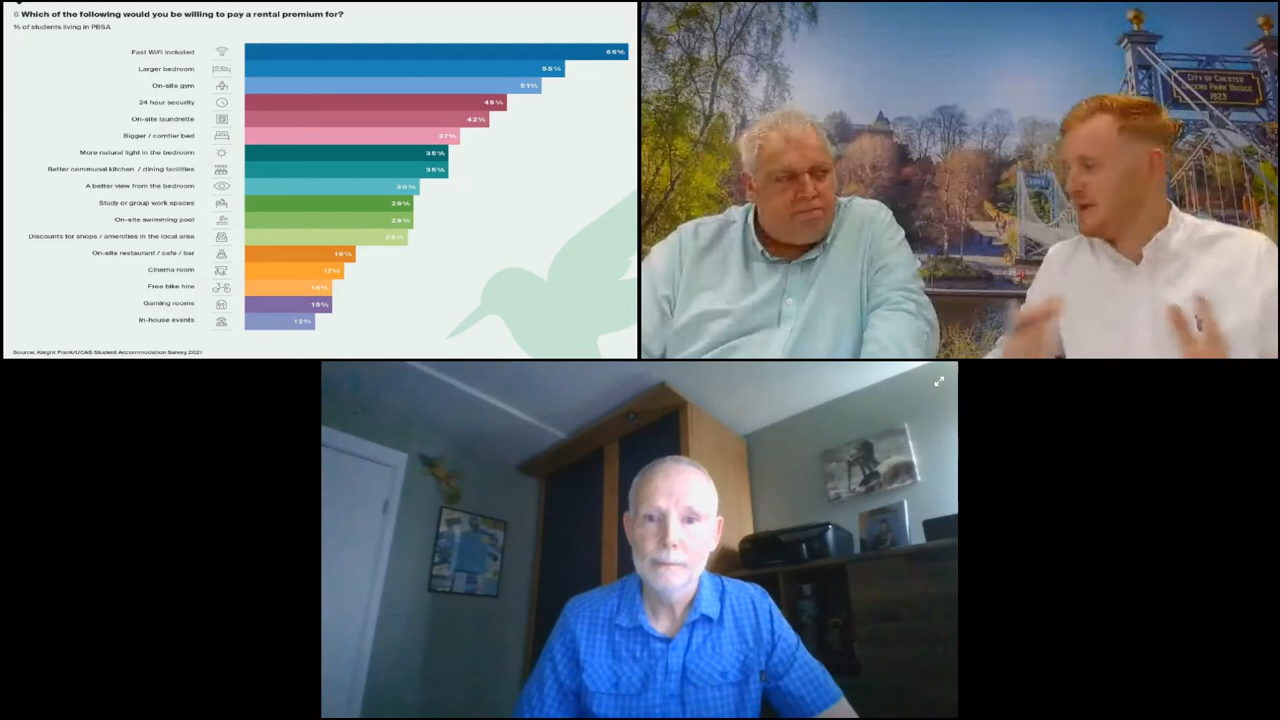 6 Which of the following would you be willing to pay a rental premium for?
% of students living in PBSA
Fast WiFi included 66%
Larger bedroom 55%
On-site gym 51%
24 hour security 45%
On-site laundrette 42%
Bigger / comfier bed 37%
More natural light in the bedroom 35%
Better communal kitchen / dining facilities 35%
A better view from the bedroom 30%
Study or group work spaces 29%
On-site swimming pool 29%
Discounts for shops / amenities in the local area 28%
On-site restaurant / cafe / bar 19%
Cinema room 17%
Free bike hire 15%
Gaming rooms 15%
In-house events 12%
Source: Knight Frank/UCAS Student Accommodation Survey 2021
CITY OF CHESTER
QUEENS PARK BRIDGE
1923